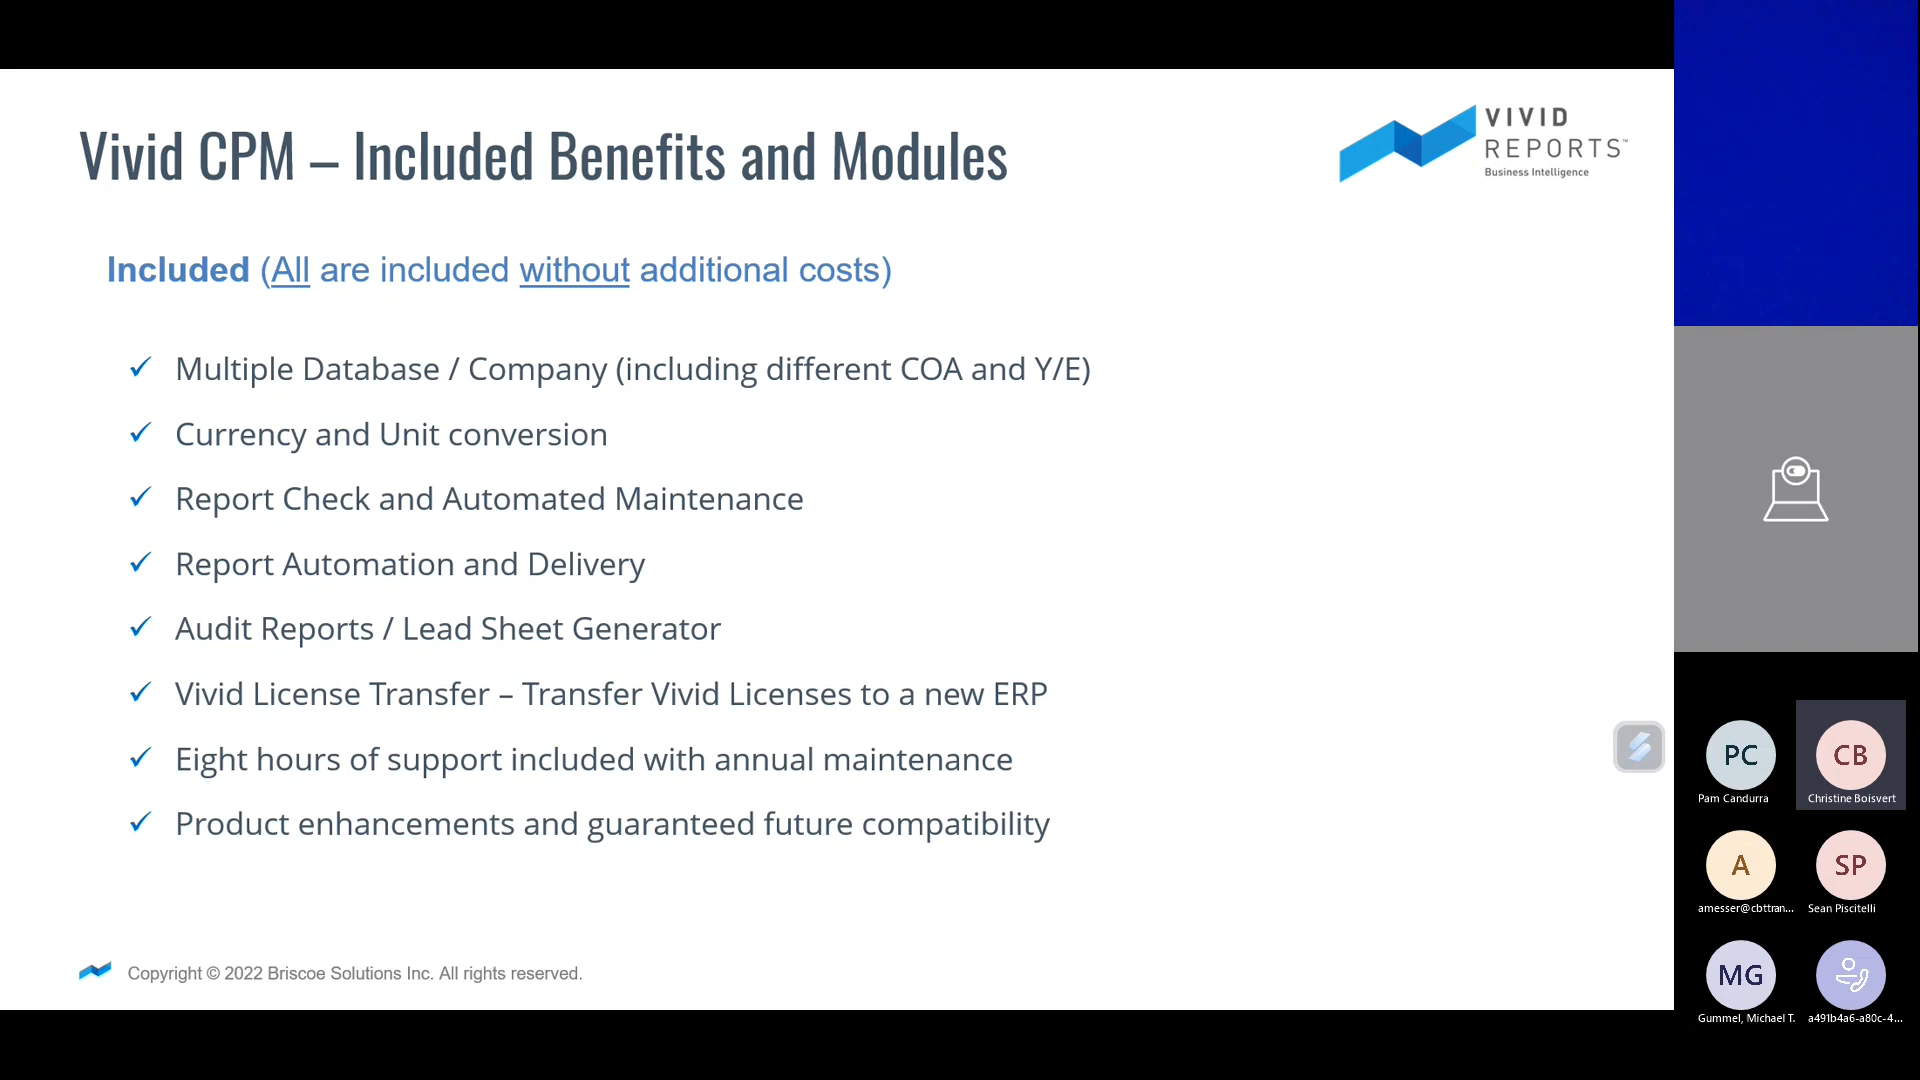 Vivid CPM – Included Benefits and Modules
VIVID
REPORTS™
Business Intelligence
Included (All are included without additional costs)
✓ Multiple Database / Company (including different COA and Y/E)
✓ Currency and Unit conversion
✓ Report Check and Automated Maintenance
✓ Report Automation and Delivery
✓ Audit Reports / Lead Sheet Generator
✓ Vivid License Transfer – Transfer Vivid Licenses to a new ERP
✓ Eight hours of support included with annual maintenance
✓ Product enhancements and guaranteed future compatibility
Copyright © 2022 Briscoe Solutions Inc. All rights reserved.
PC
Pam Candurra
CB
Christine Boisvert
A
amesser@cbttran...
SP
Sean Piscitelli
MG
Gummel, Michael T.
a491b4a6-a80c-4...